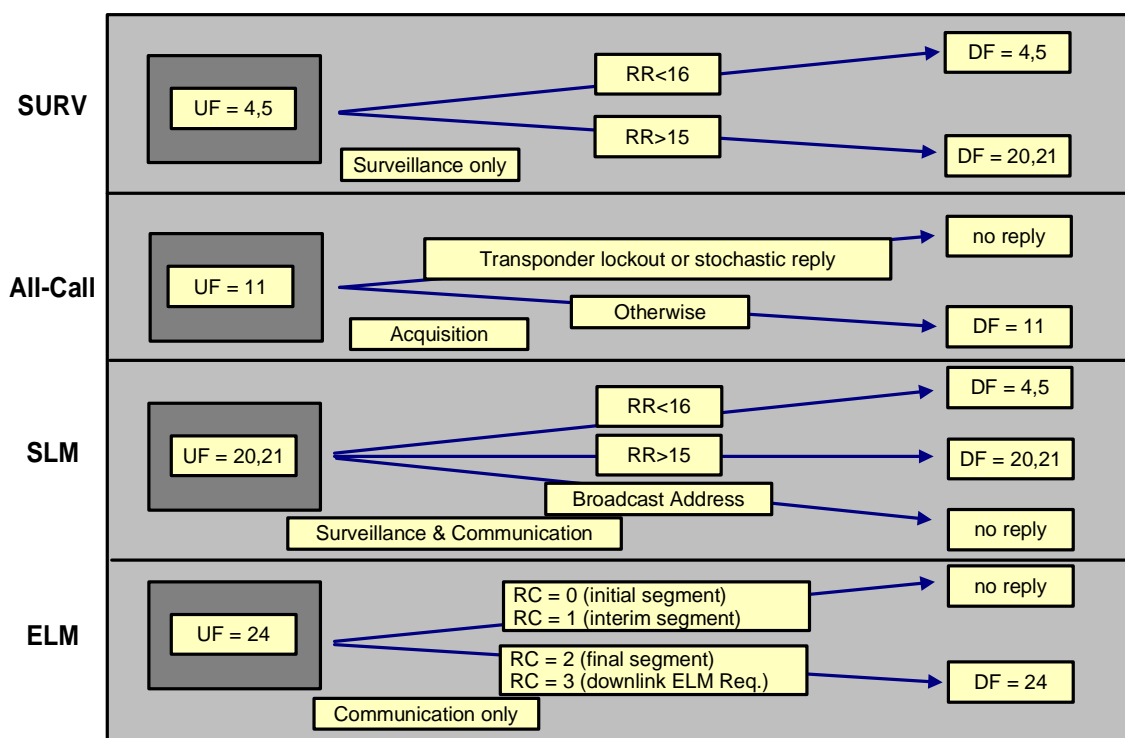 SURV
UF = 4,5
RR<16
DF = 4,5
RR>15
DF = 20,21
Surveillance only
All-Call
UF = 11
Transponder lockout or stochastic reply
no reply
Otherwise
DF = 11
Acquisition
SLM
UF = 20,21
RR<16
DF = 4,5
RR>15
DF = 20,21
Broadcast Address
no reply
Surveillance & Communication
ELM
UF = 24
RC = 0 (initial segment)
RC = 1 (interim segment)
no reply
RC = 2 (final segment)
RC = 3 (downlink ELM Req.)
DF = 24
Communication only